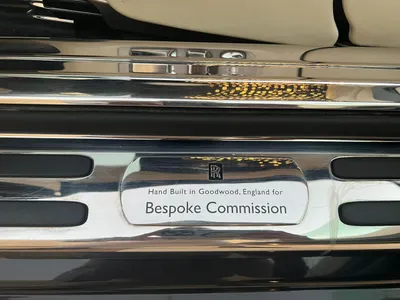 RR
Hand Built in Goodwood, England for
Bespoke Commission